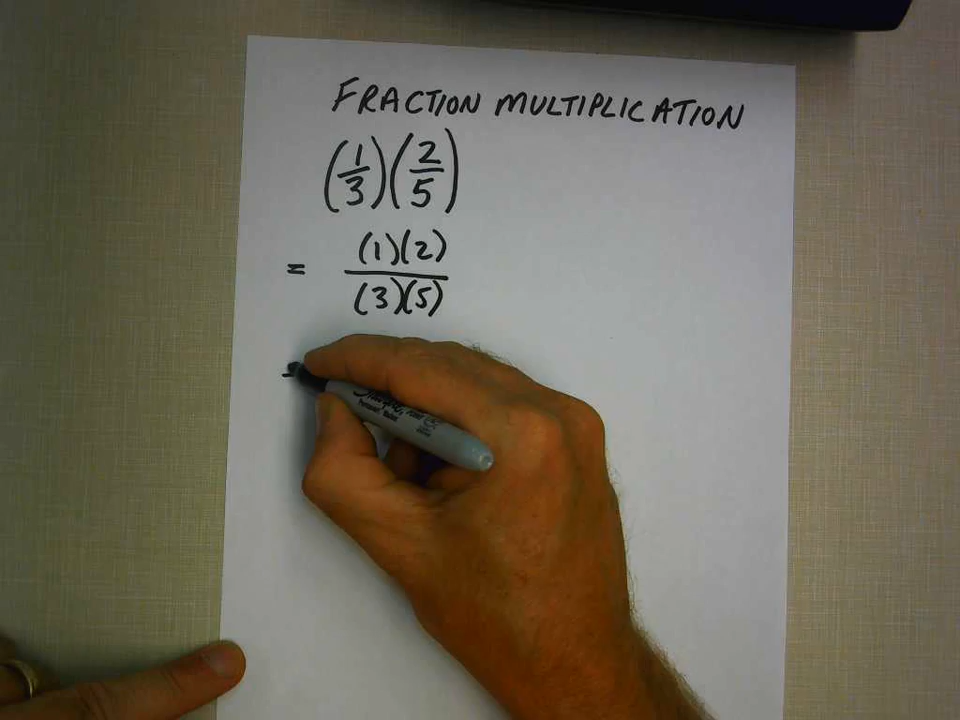 FRACTION MULTIPLICATION
(1/3)(2/5)
= (1)(2)/(3)(5)